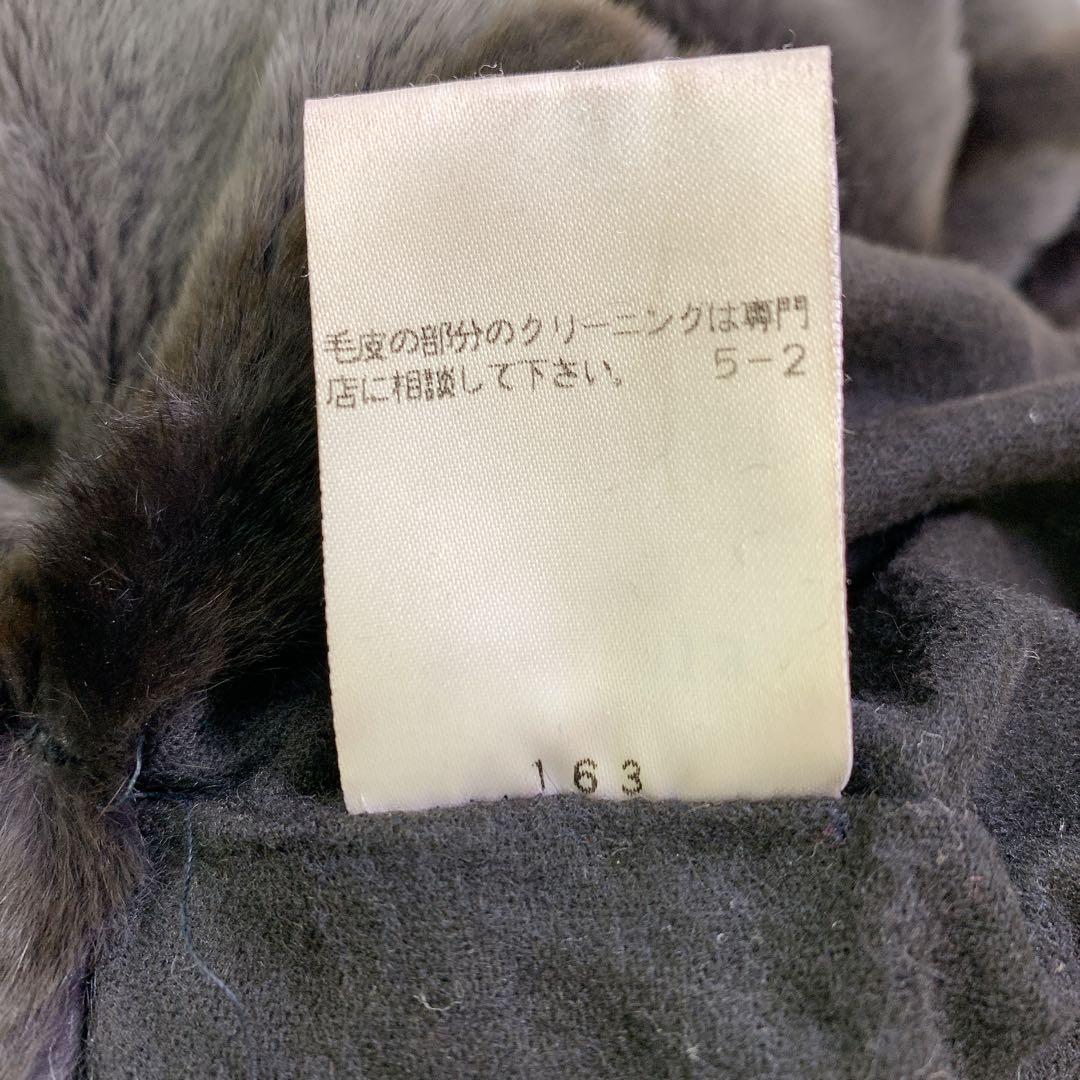 毛皮の部分のクリーニングは専門
店に相談して下さい。 5-2
163